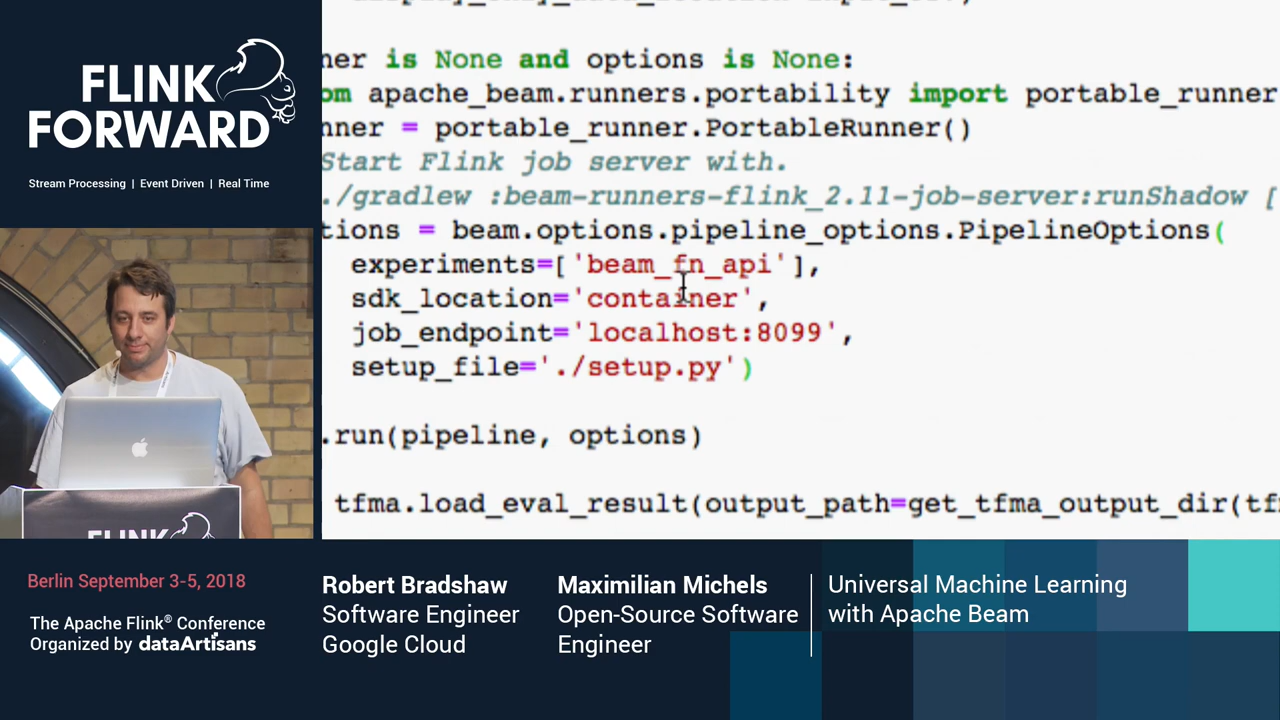 FLINK
FORWARD
Stream Processing | Event Driven | Real Time
ner is None and options is None:
om apache_beam.runners.portability import portable_runner
nner = portable_runner.PortableRunner()
Start Flink job server with.
./gradlew :beam-runners-flink_2.11-job-server:runShadow [
tions = beam.options.pipeline_options.PipelineOptions(
experiments=['beam_fn_api'],
sdk_location='container',
job_endpoint='localhost:8099',
setup_file='./setup.py')
.run(pipeline, options)
tfma.load_eval_result(output_path=get_tfma_output_dir(tf
FLINK
Berlin September 3-5, 2018
The Apache Flink® Conference
Organized by dataArtisans
Robert Bradshaw
Software Engineer
Google Cloud
Maximilian Michels
Open-Source Software
Engineer
Universal Machine Learning
with Apache Beam